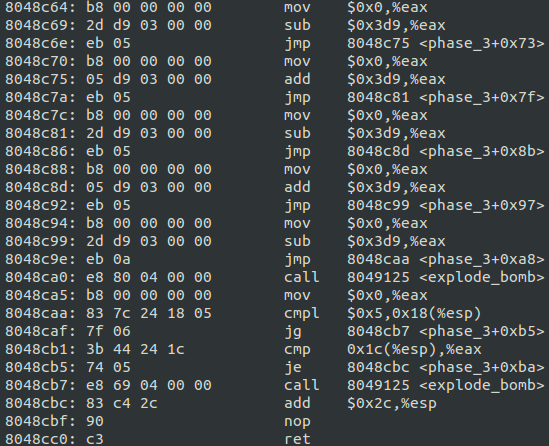 8048c64: b8 00 00 00 00 mov $0x0,%eax
8048c69: 2d d9 03 00 00 sub $0x3d9,%eax
8048c6e: eb 05 jmp 8048c75 <phase_3+0x73>
8048c70: b8 00 00 00 00 mov $0x0,%eax
8048c75: 05 d9 03 00 00 add $0x3d9,%eax
8048c7a: eb 05 jmp 8048c81 <phase_3+0x7f>
8048c7c: b8 00 00 00 00 mov $0x0,%eax
8048c81: 2d d9 03 00 00 sub $0x3d9,%eax
8048c86: eb 05 jmp 8048c8d <phase_3+0x8b>
8048c88: b8 00 00 00 00 mov $0x0,%eax
8048c8d: 05 d9 03 00 00 add $0x3d9,%eax
8048c92: eb 05 jmp 8048c99 <phase_3+0x97>
8048c94: b8 00 00 00 00 mov $0x0,%eax
8048c99: 2d d9 03 00 00 sub $0x3d9,%eax
8048c9e: eb 0a jmp 8048caa <phase_3+0xa8>
8048ca0: e8 80 04 00 00 call 8049125 <explode_bomb>
8048ca5: b8 00 00 00 00 mov $0x0,%eax
8048caa: 83 7c 24 18 05 cmpl $0x5,0x18(%esp)
8048caf: 7f 06 jg 8048cb7 <phase_3+0xb5>
8048cb1: 3b 44 24 1c cmp 0x1c(%esp),%eax
8048cb5: 74 05 je 8048cbc <phase_3+0xba>
8048cb7: e8 69 04 00 00 call 8049125 <explode_bomb>
8048cbc: 83 c4 2c add $0x2c,%esp
8048cbf: 90 nop
8048cc0: c3 ret